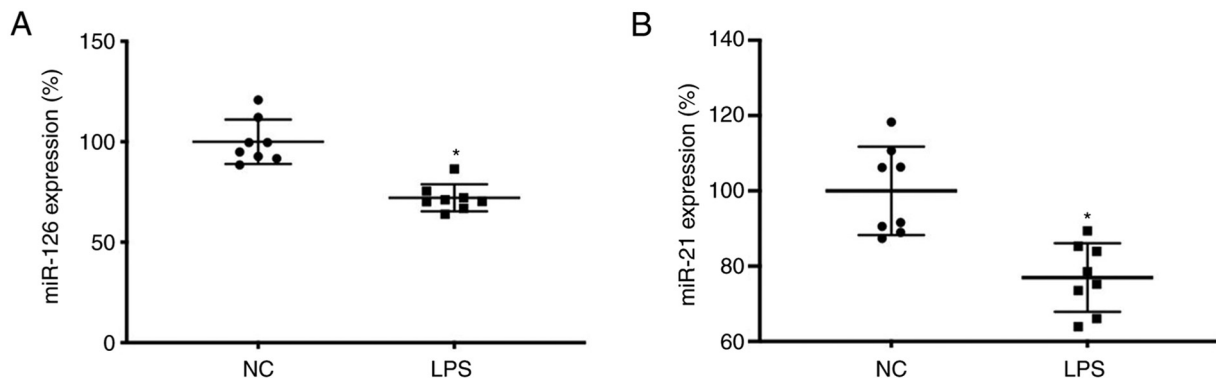 A
miR-126 expression (%)
150
100
50
0
*
NC
LPS
B
miR-21 expression (%)
140
120
100
80
60
*
NC
LPS